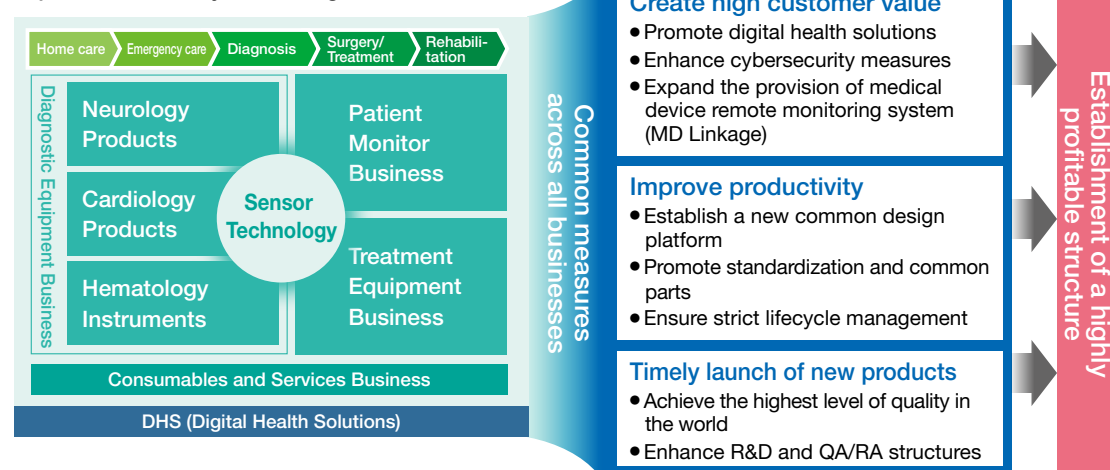 Home care
Emergency care
Diagnosis
Surgery/
Treatment
Rehabili-
tation
Diagnostic Equipment Business
Neurology
Products
Cardiology
Products
Hematology
Instruments
Sensor
Technology
Patient
Monitor
Business
Treatment
Equipment
Business
Consumables and Services Business
DHS (Digital Health Solutions)
Common measures
across all businesses
Create high customer value
● Promote digital health solutions
● Enhance cybersecurity measures
● Expand the provision of medical
device remote monitoring system
(MD Linkage)
Improve productivity
● Establish a new common design
platform
● Promote standardization and common
parts
● Ensure strict lifecycle management
Timely launch of new products
● Achieve the highest level of quality in
the world
● Enhance R&D and QA/RA structures
Establishment of a highly
profitable structure